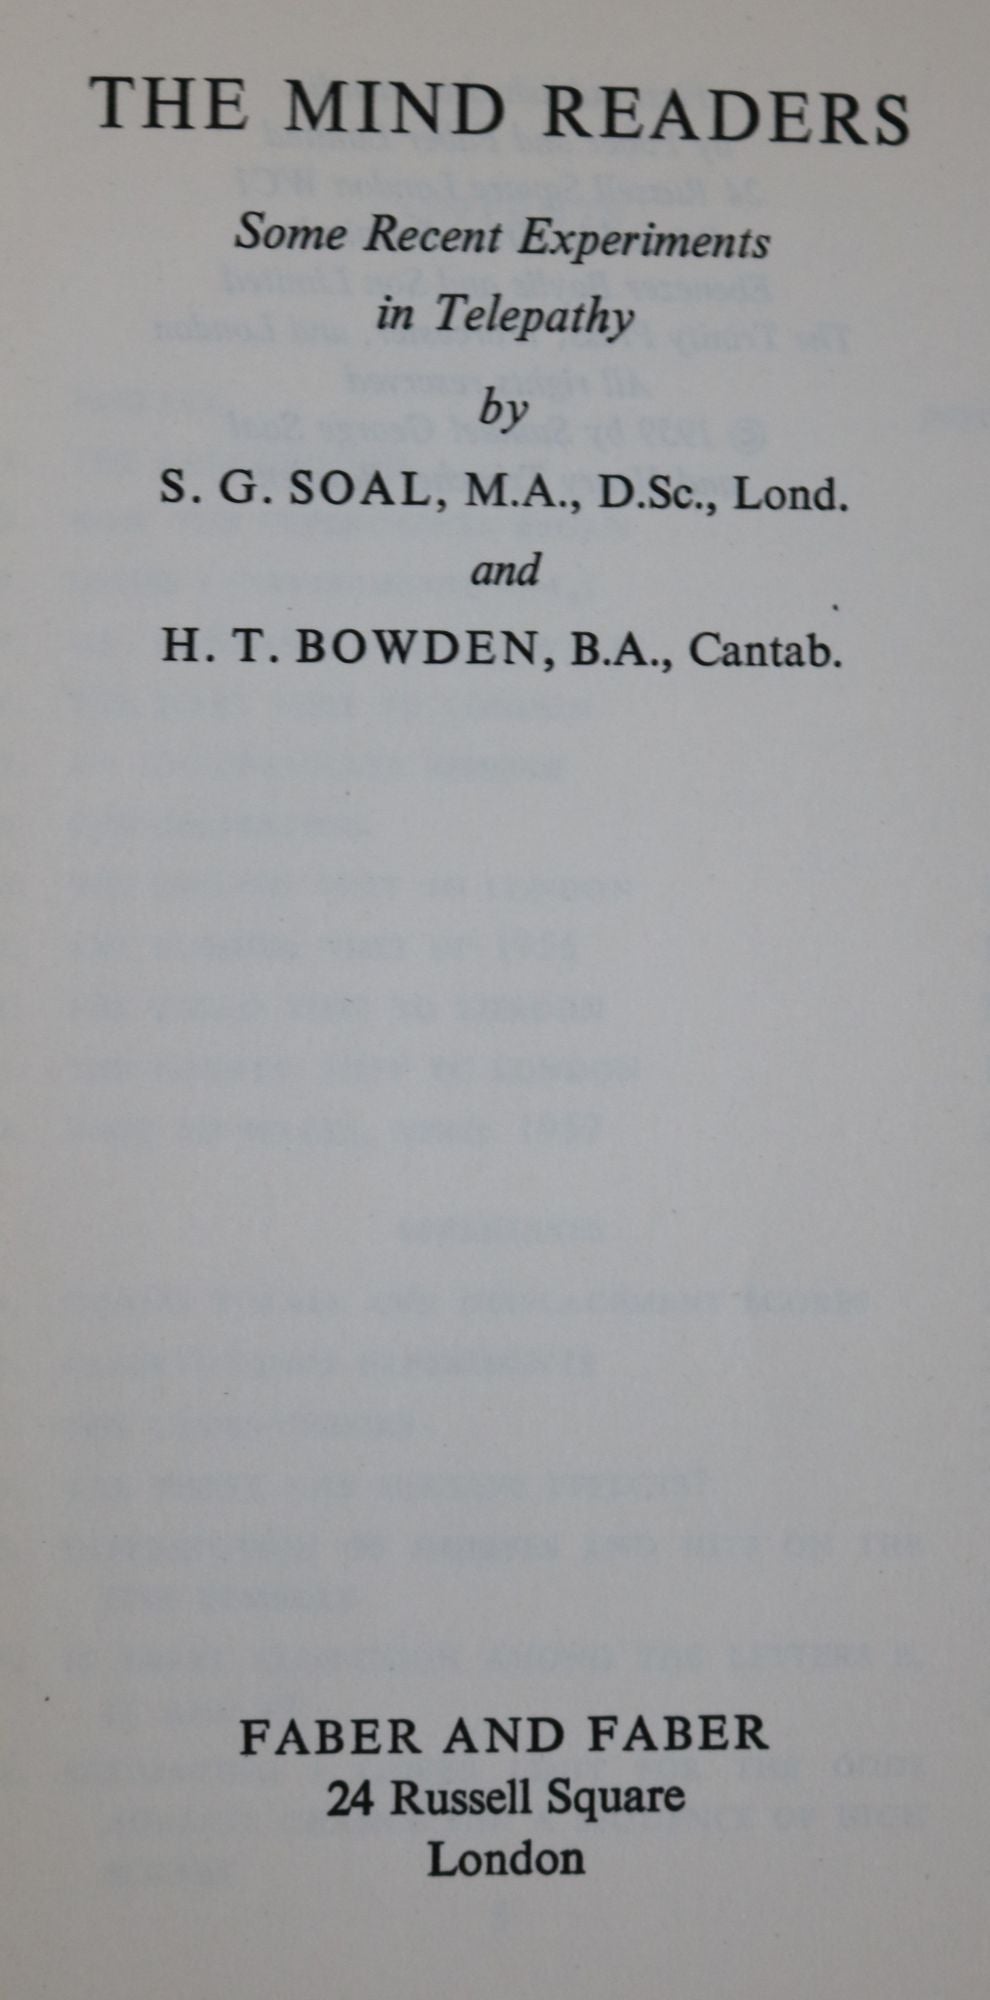 THE MIND READERS
Some Recent Experiments
in Telepathy
by
S. G. SOAL, M.A., D.Sc., Lond.
and
H. T. BOWDEN, B.A., Cantab.
FABER AND FABER
24 Russell Square
London